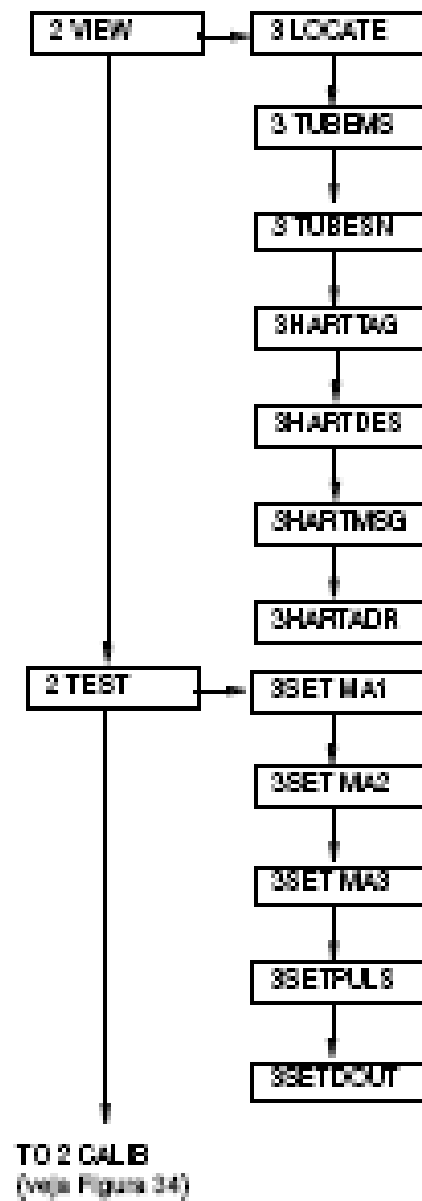 2 VIEW
3 LOCATE
3 TUBEMS
3 TUBESN
3HARTTAG
3HARTDES
3HARTMSG
3HARTADR
2 TEST
3SET MA1
3SET MA2
3SET MA3
3SETPULS
3SETDOUT
TO 2 CALIB
(veja Figura 34)